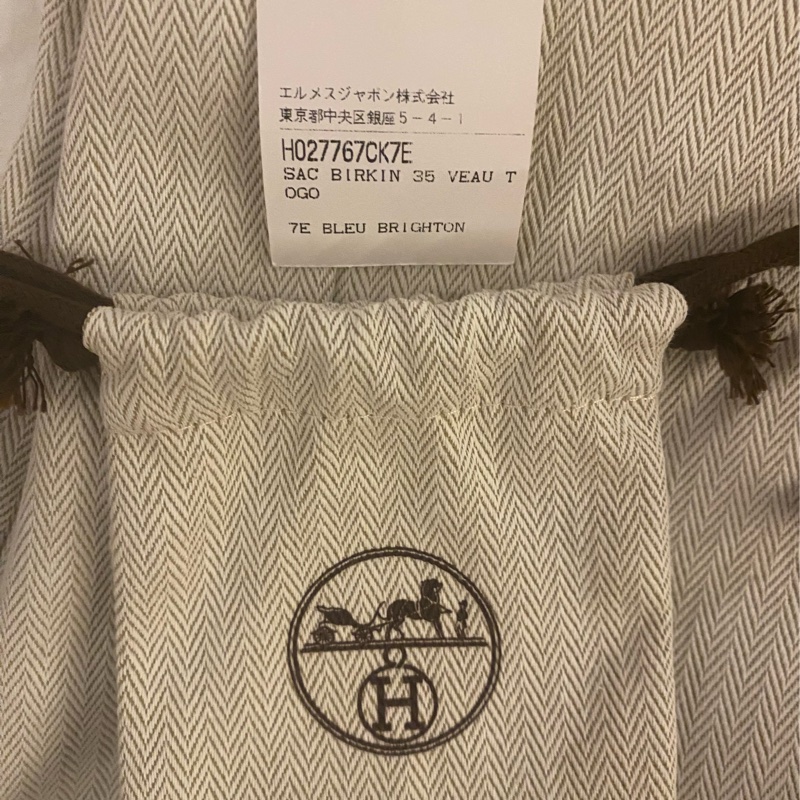 エルメスジャポン株式会社
東京都中央区銀座5-4-1
H027767CK7E
SAC BIRKIN 35 VEAU T
OGO
7E BLEU BRIGHTON
H